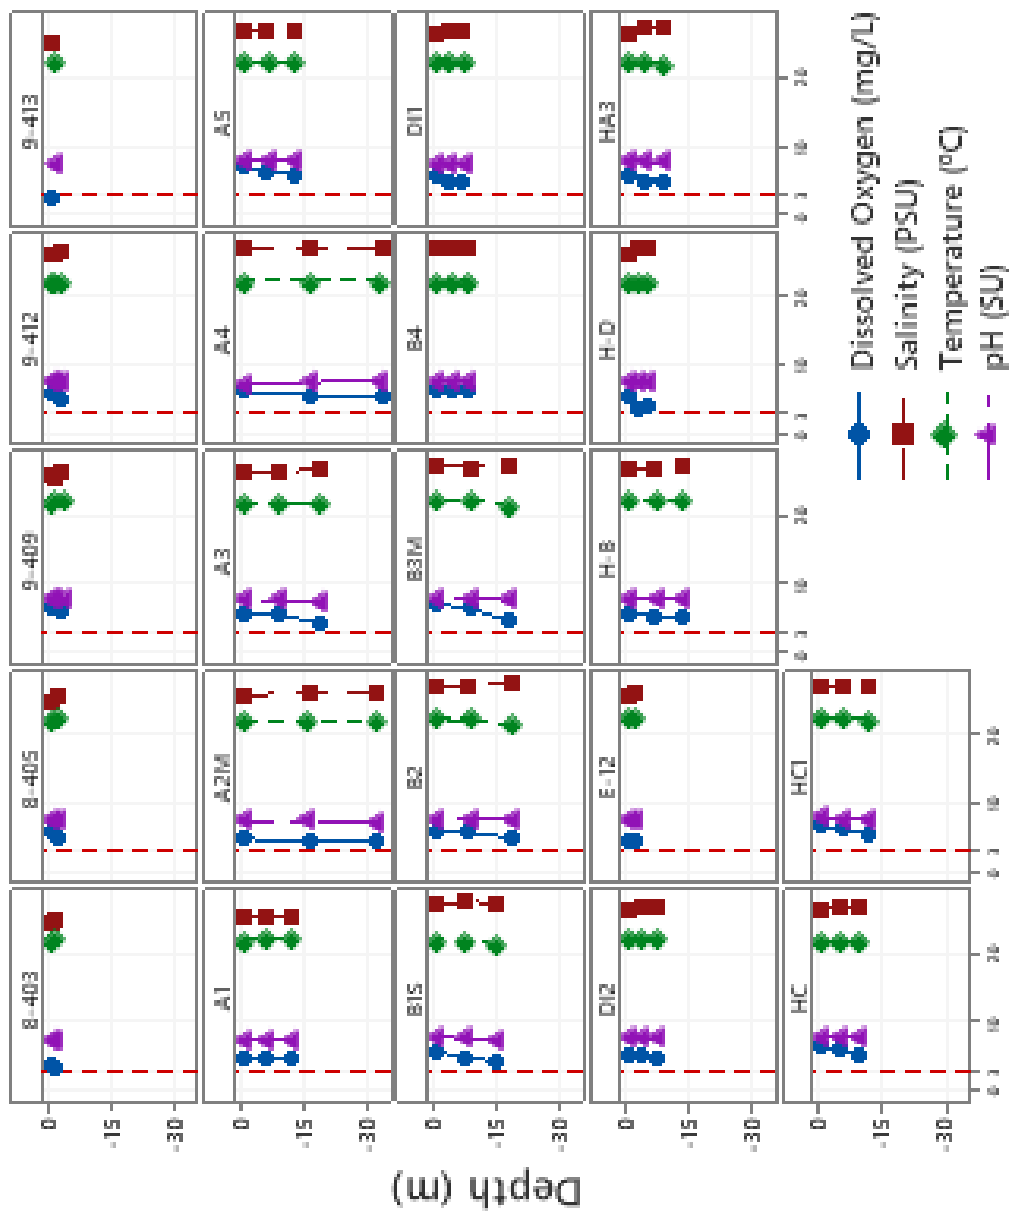 8-403 8-405 9-409 9-412 9-413
0
-15
-30
A1 A2M A3 A4 A5
0
-15
-30
B1S B2 B3M B4 DI1
0
-15
-30
DI2 E-12 H-B H-D HA3
0
-15
-30
HC HC1
0
-15
-30
Depth (m)
Dissolved Oxygen (mg/L)
Salinity (PSU)
Temperature (°C)
pH (SU)